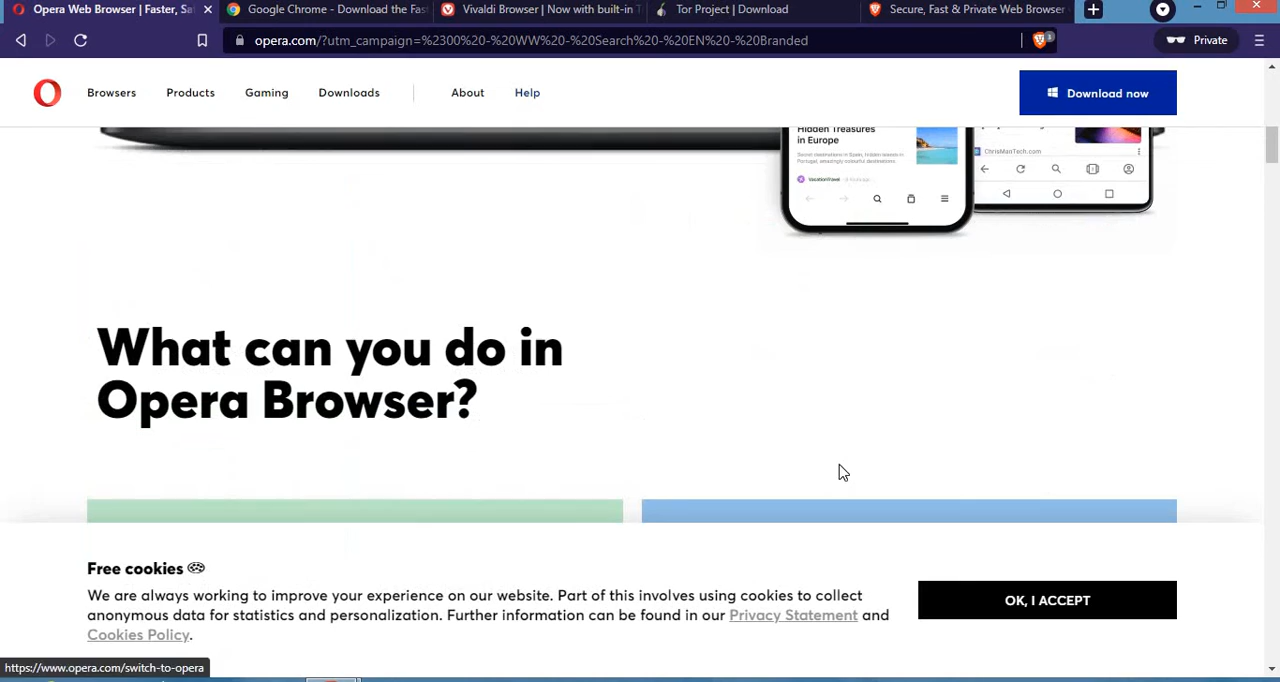 Opera Web Browser | Faster, Sa
Google Chrome - Download the Fas
Vivaldi Browser | Now with built-in T
Tor Project | Download
Secure, Fast & Private Web Browser
opera.com/?utm_campaign=%2300%20-%20WW%20-%20Search%20-%20EN%20-%20Branded
1
Private
Browsers
Products
Gaming
Downloads
About
Help
Download now
Hidden Treasures
in Europe
ChrisManTech.com
What can you do in
Opera Browser?
Free cookies
We are always working to improve your experience on our website. Part of this involves using cookies to collect
anonymous data for statistics and personalization. Further information can be found in our Privacy Statement and
Cookies Policy.
OK, I ACCEPT
https://www.opera.com/switch-to-opera